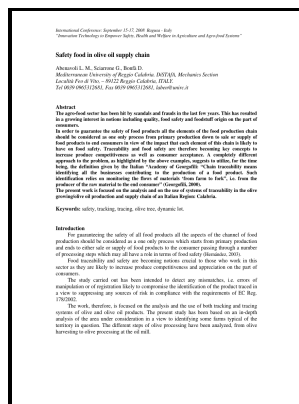 International Conference: September 15-17, 2008 Ragusa - Italy
"Innovation Technology to Empower Safety, Health and Welfare in Agriculture and Agro-food Systems"
Safety food in olive oil supply chain
Abenavoli L. M., Sciarrone G., Bonfà D.
Mediterranean University of Reggio Calabria. DiSTAfA, Mechanics Section
Località Feo di Vito. – 89122 Reggio Calabria, ITALY.
Tel 0039 0965312681, Fax 0039 0965312681, laben@unirc.it
Abstract
The agro-food sector has been hit by scandals and frauds in the last few years. This has resulted
in a growing interest in notions including quality, food safety and foodstuff origin on the part of
consumers.
In order to guarantee the safety of food products all the elements of the food production chain
should be considered as one only process from primary production down to sale or supply of
food products to end consumers in view of the impact that each element of this chain is likely to
have on food safety. Traceability and food safety are therefore becoming key concepts to
increase product competitiveness as well as consumer acceptance. A completely different
approach to the problem, as highlighted by the above examples, suggests to utilize, for the time
being, the definition given by the Italian "Academy of Georgofili" "Chain traceability means
identifying all the businesses contributing to the production of a food product. Such
identification relies on monitoring the flows of materials "from farm to fork", i.e. from the
producer of the raw material to the end consumer" (Georgofili, 2000).
The present work is focused on the analysis and on the use of systems of traceability in the olive
growing/olive oil production and supply chain of an Italian Region: Calabria.
Keywords: safety, tracking, tracing, olive tree, dynamic lot.
Introduction
For guaranteeing the safety of all food products all the aspects of the channel of food
production should be considered as a one only process which starts from primary production
and ends to either sale or supply of food products to the consumer passing through a number
of processing steps which may all have a role in terms of food safety (Hernández, 2003).
Food traceability and safety are becoming notions crucial to those who work in this
sector as they are likely to increase product competitiveness and appreciation on the part of
consumers.
The study carried out has been intended to detect any mismatches, i.e. errors of
manipulation or of registration likely to compromise the identification of the product traced in
a view to suppressing any sources of risk in compliance with the requirements of EC Reg.
178/2002.
The work, therefore, is focused on the analysis and the use of both tracking and tracing
systems of olive and olive oil products. The present study has been based on an in-depth
analysis of the area under consideration in a view to identifying some farms typical of the
territory in question. The different steps of olive processing have been analyzed, from olive
harvesting to olive processing at the oil mill.